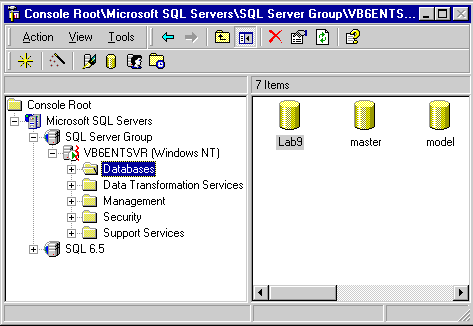 Console Root\Microsoft SQL Servers\SQL Server Group\VB6ENTS...
Action View Tools
7 Items
Console Root
Microsoft SQL Servers
SQL Server Group
VB6ENTSVR (Windows NT)
Databases
Data Transformation Services
Management
Security
Support Services
SQL 6.5
Lab9 master model